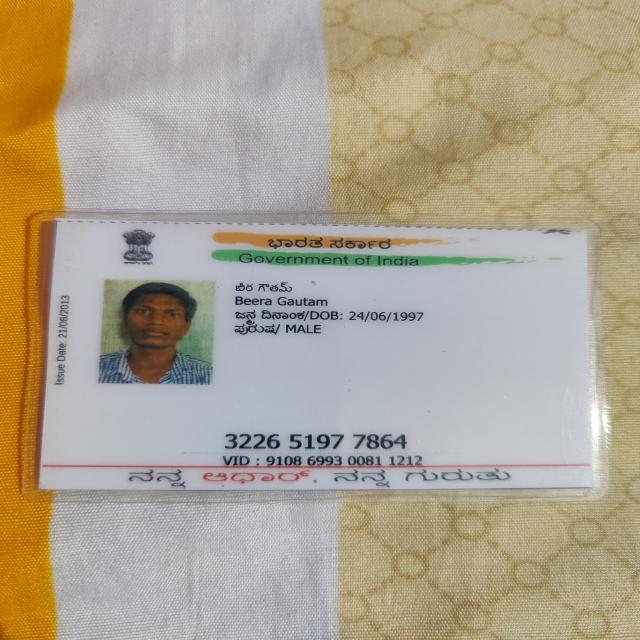 ಭಾರತ ಸರ್ಕಾರ
Government of India
Issue Date: 21/06/2013
ಬೀರ ಗೌತಮ್
Beera Gautam
ಜನ್ಮ ದಿನಾಂಕ/DOB: 24/06/1997
ಪುರುಷ/ MALE
3226 5197 7864
VID : 9108 6993 0081 1212
ನನ್ನ ಆಧಾರ್, ನನ್ನ ಗುರುತು